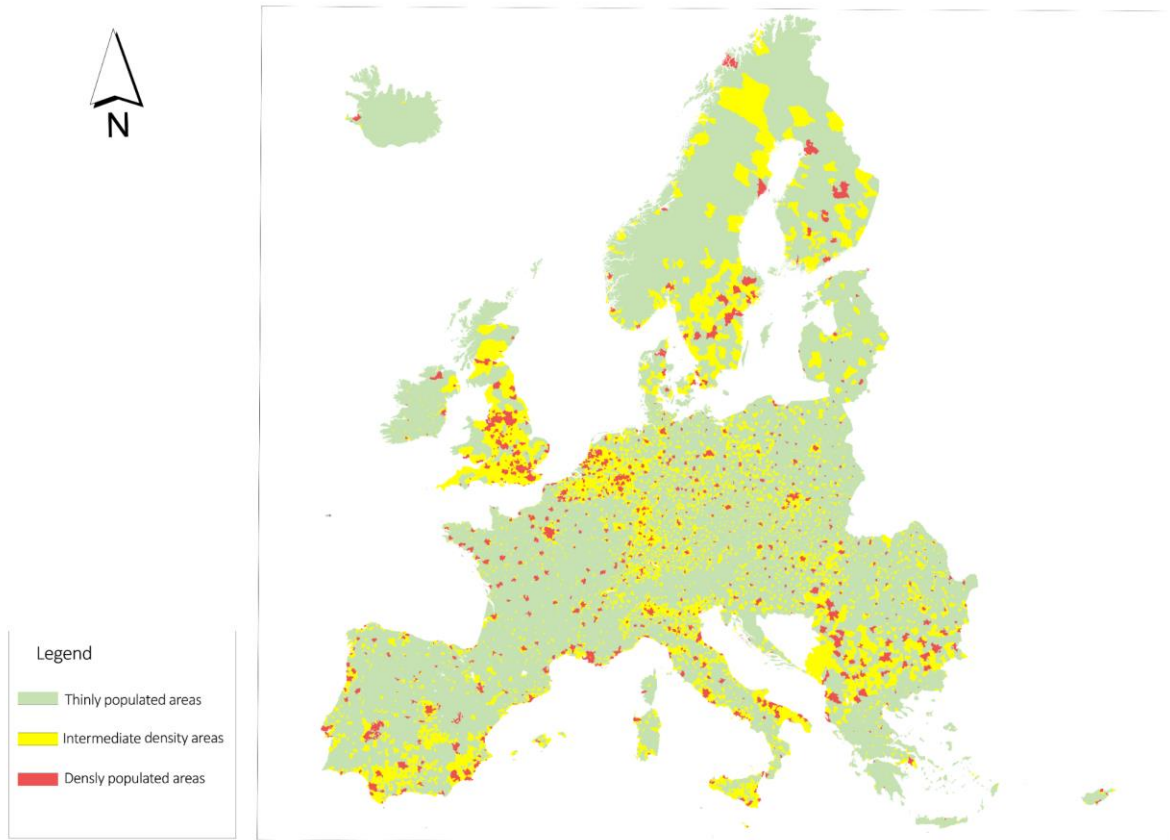 N
Legend
Thinly populated areas
Intermediate density areas
Densly populated areas